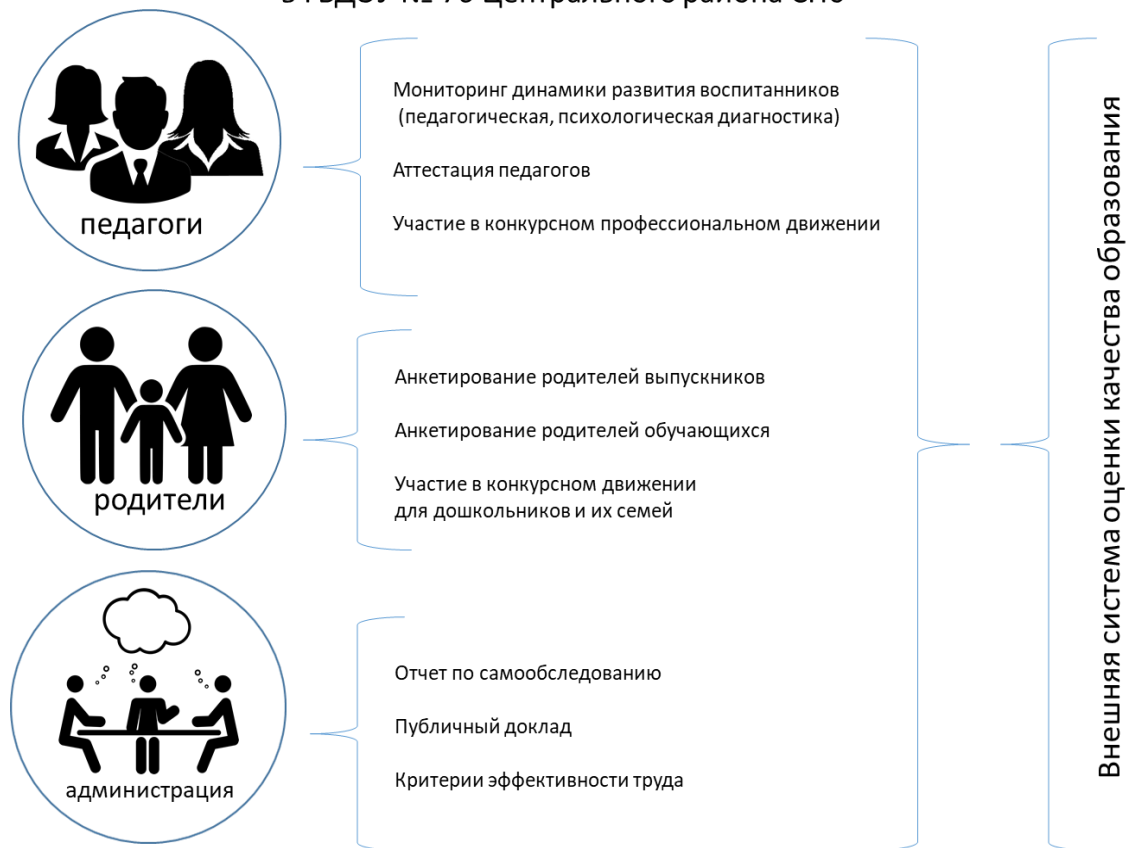 района
педагоги
Мониторинг динамики развития воспитанников
(педагогическая, психологическая диагностика)
Аттестация педагогов
Участие в конкурсном профессиональном движении
родители
Анкетирование родителей выпускников
Анкетирование родителей обучающихся
Участие в конкурсном движении
для дошкольников и их семей
администрация
Отчет по самообследованию
Публичный доклад
Критерии эффективности труда
Внешняя система оценки качества образования